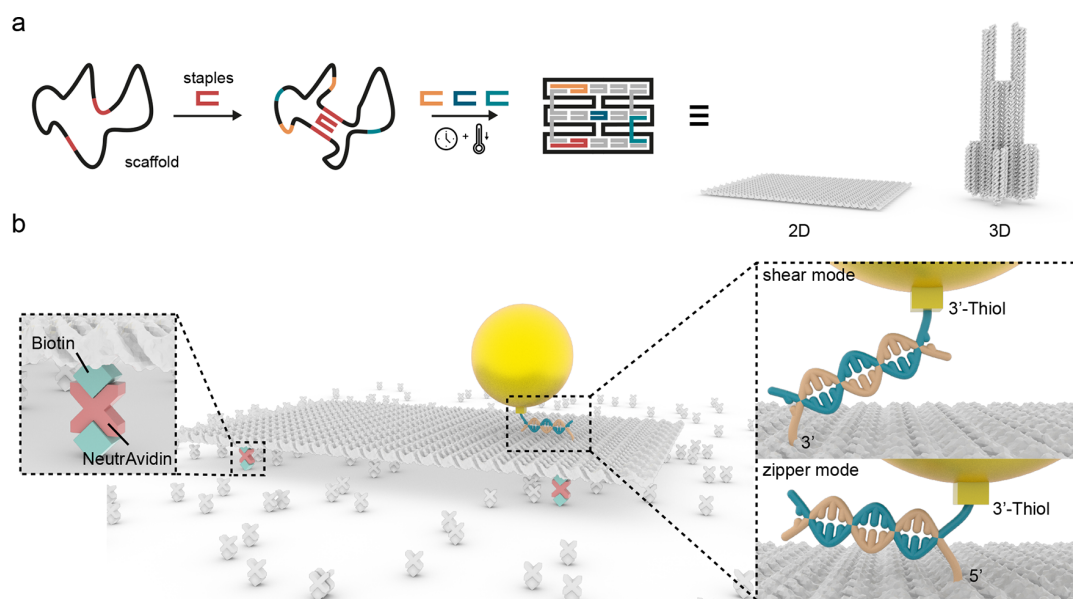 a
staples
scaffold
+
≡
2D
3D
b
Biotin
NeutrAvidin
shear mode
3'-Thiol
3'
zipper mode
3'-Thiol
5'